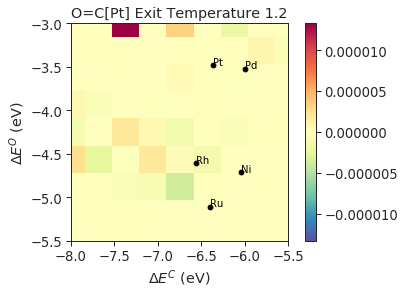 O=C[Pt] Exit Temperature 1.2
−3.0
−3.5
−4.0
−4.5
−5.0
−5.5
ΔE^O (eV)
Pt
Pd
Rh
Ni
Ru
−8.0 −7.5 −7.0 −6.5 −6.0 −5.5
ΔE^C (eV)
0.000010
0.000005
0.000000
−0.000005
−0.000010